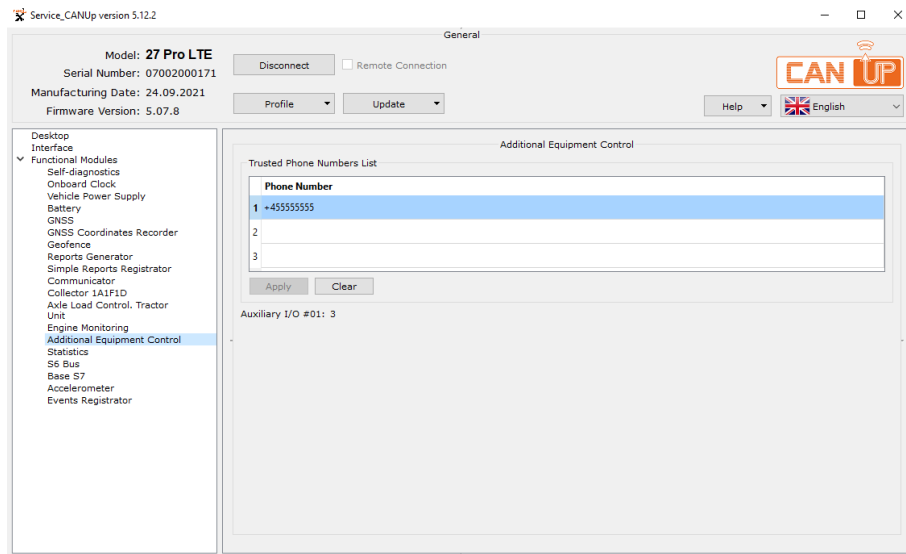 Service_CANUp version 5.12.2
General
Model: 27 Pro LTE
Serial Number: 07002000171
Manufacturing Date: 24.09.2021
Firmware Version: 5.07.8
Disconnect
Remote Connection
Profile
Update
CAN UP
Help
English
Desktop
Interface
Functional Modules
Self-diagnostics
Onboard Clock
Vehicle Power Supply
Battery
GNSS
GNSS Coordinates Recorder
Geofence
Reports Generator
Simple Reports Registrator
Communicator
Collector 1A1F1D
Axle Load Control. Tractor
Unit
Engine Monitoring
Additional Equipment Control
Statistics
S6 Bus
Base S7
Accelerometer
Events Registrator
Additional Equipment Control
Trusted Phone Numbers List
Phone Number
1 +455555555
2
3
Apply
Clear
Auxiliary I/O #01: 3